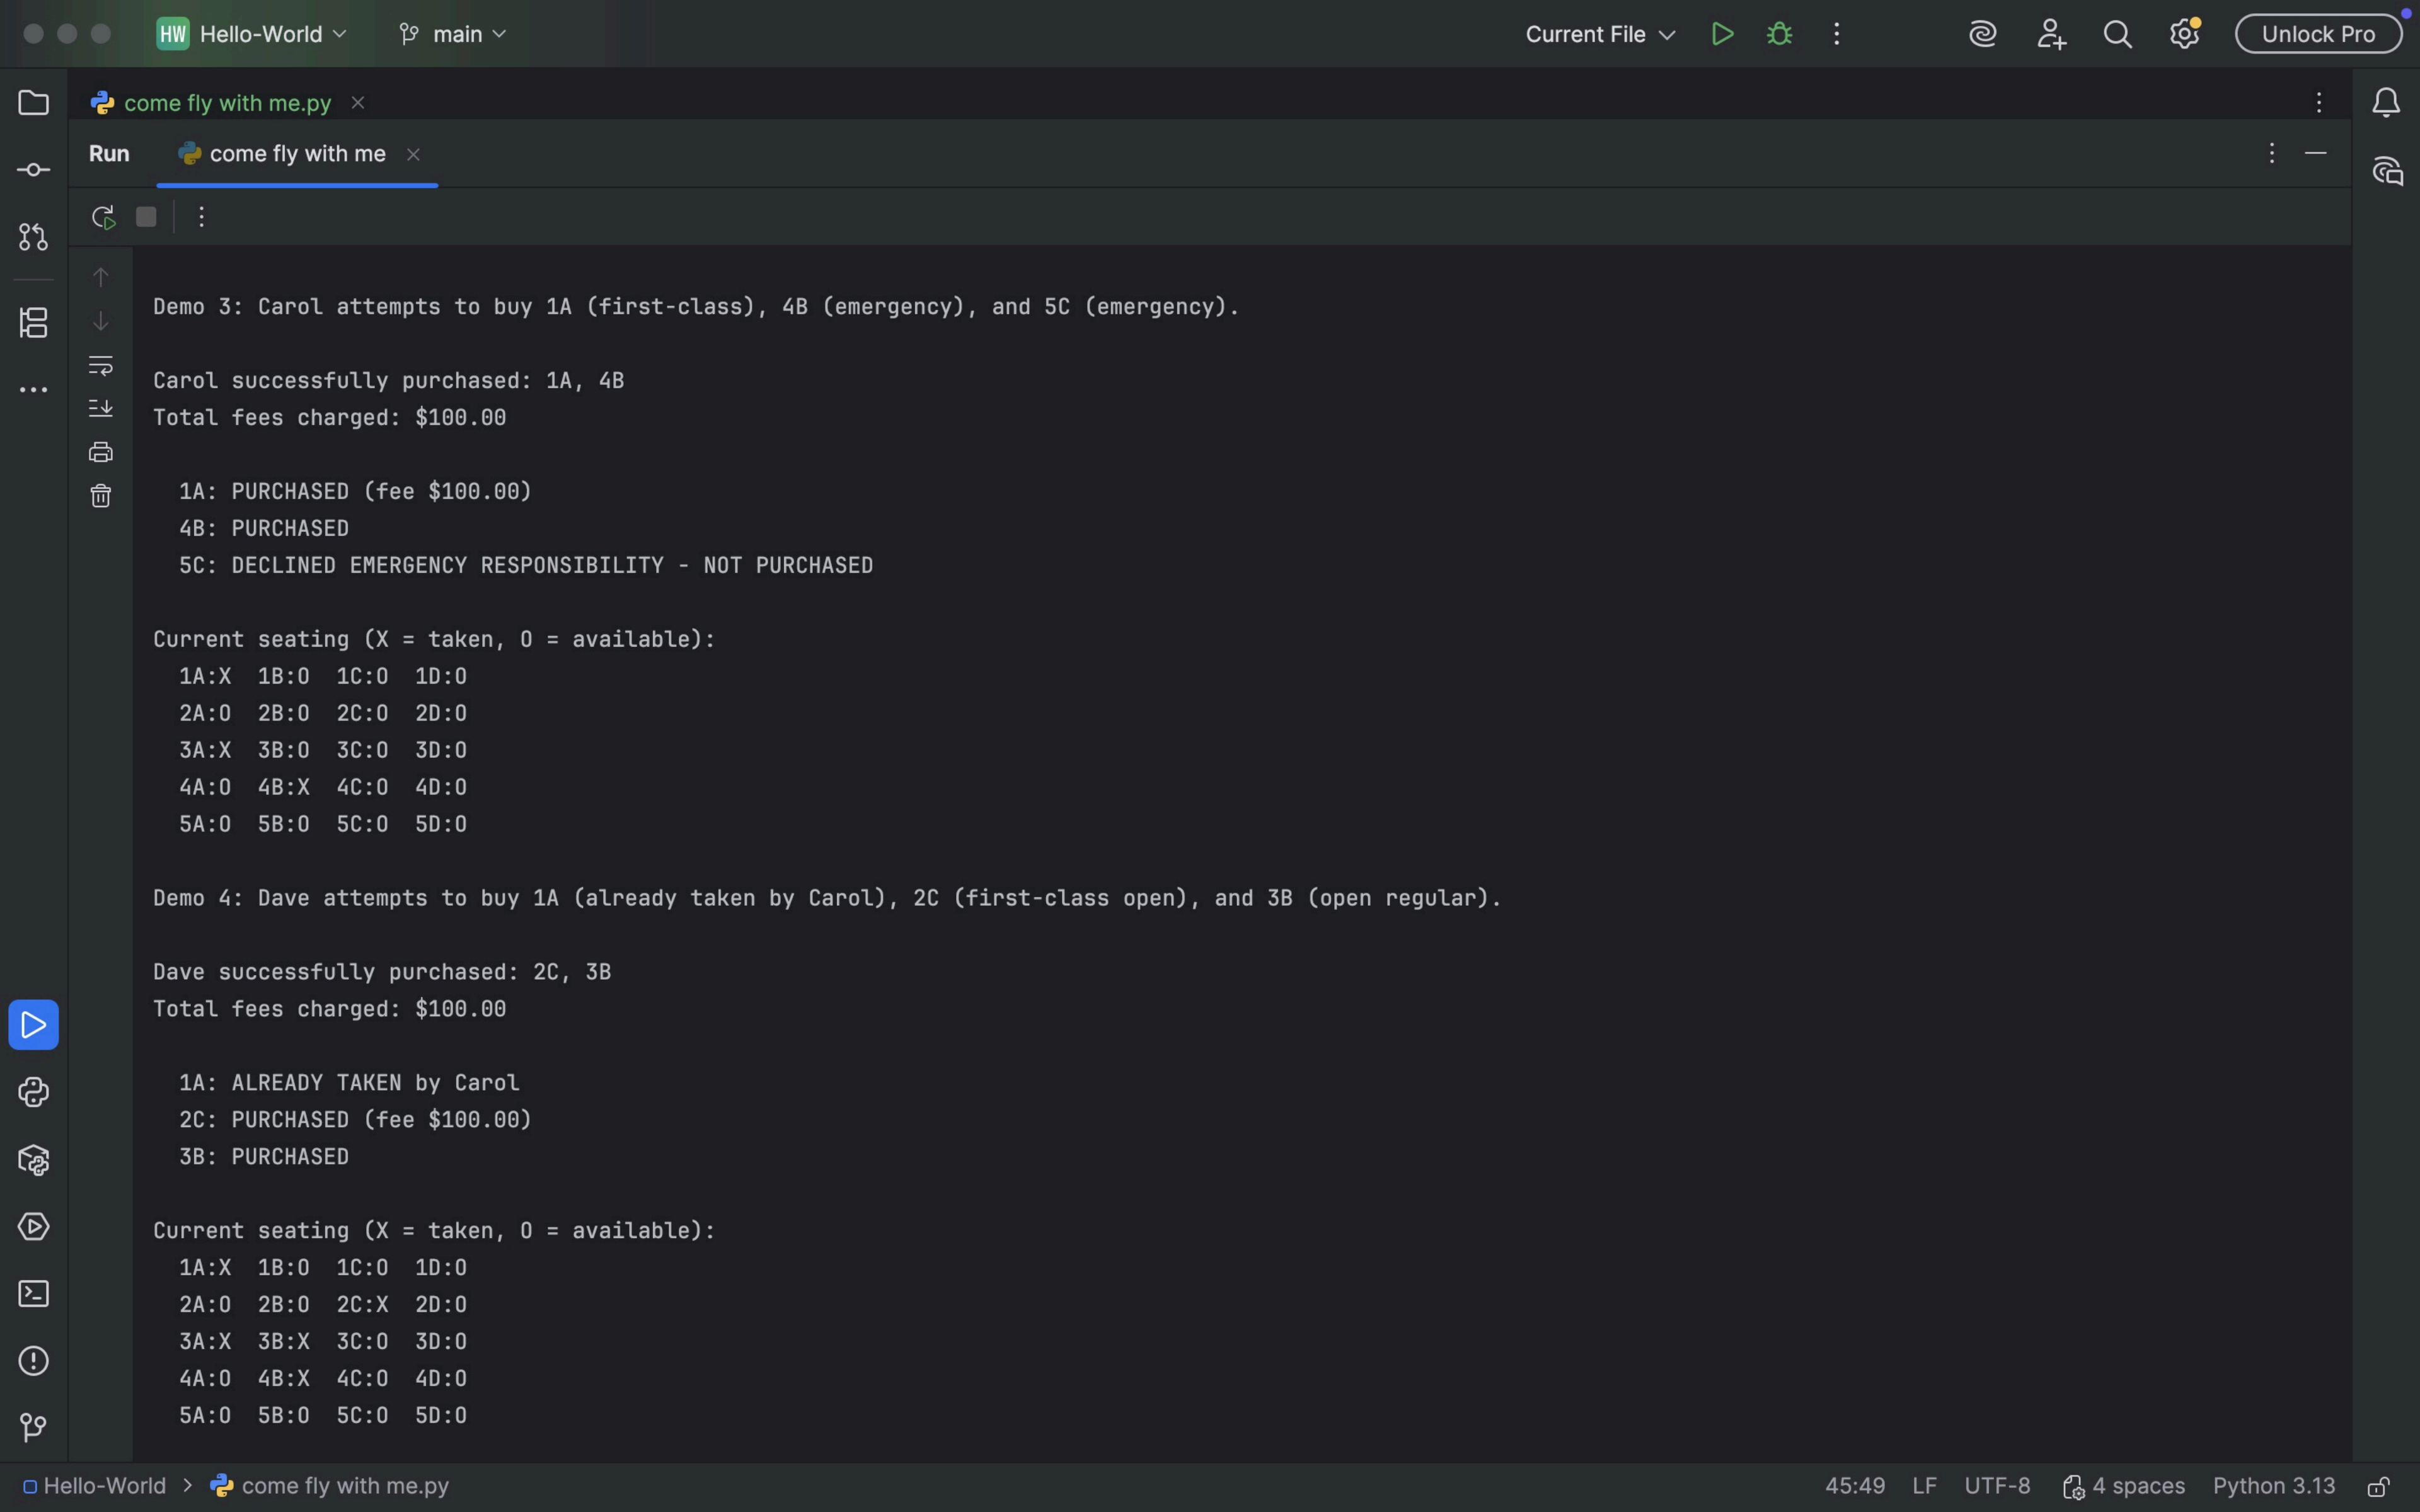 HW Hello-World main Current File Unlock Pro
come fly with me.py
Run come fly with me
Demo 3: Carol attempts to buy 1A (first-class), 4B (emergency), and 5C (emergency).
Carol successfully purchased: 1A, 4B
Total fees charged: $100.00
1A: PURCHASED (fee $100.00)
4B: PURCHASED
5C: DECLINED EMERGENCY RESPONSIBILITY - NOT PURCHASED
Current seating (X = taken, O = available):
1A:X 1B:O 1C:O 1D:O
2A:O 2B:O 2C:O 2D:O
3A:X 3B:O 3C:O 3D:O
4A:O 4B:X 4C:O 4D:O
5A:O 5B:O 5C:O 5D:O
Demo 4: Dave attempts to buy 1A (already taken by Carol), 2C (first-class open), and 3B (open regular).
Dave successfully purchased: 2C, 3B
Total fees charged: $100.00
1A: ALREADY TAKEN by Carol
2C: PURCHASED (fee $100.00)
3B: PURCHASED
Current seating (X = taken, O = available):
1A:X 1B:O 1C:O 1D:O
2A:O 2B:O 2C:X 2D:O
3A:X 3B:X 3C:O 3D:O
4A:O 4B:X 4C:O 4D:O
5A:O 5B:O 5C:O 5D:O
Hello-World > come fly with me.py 45:49 LF UTF-8 4 spaces Python 3.13